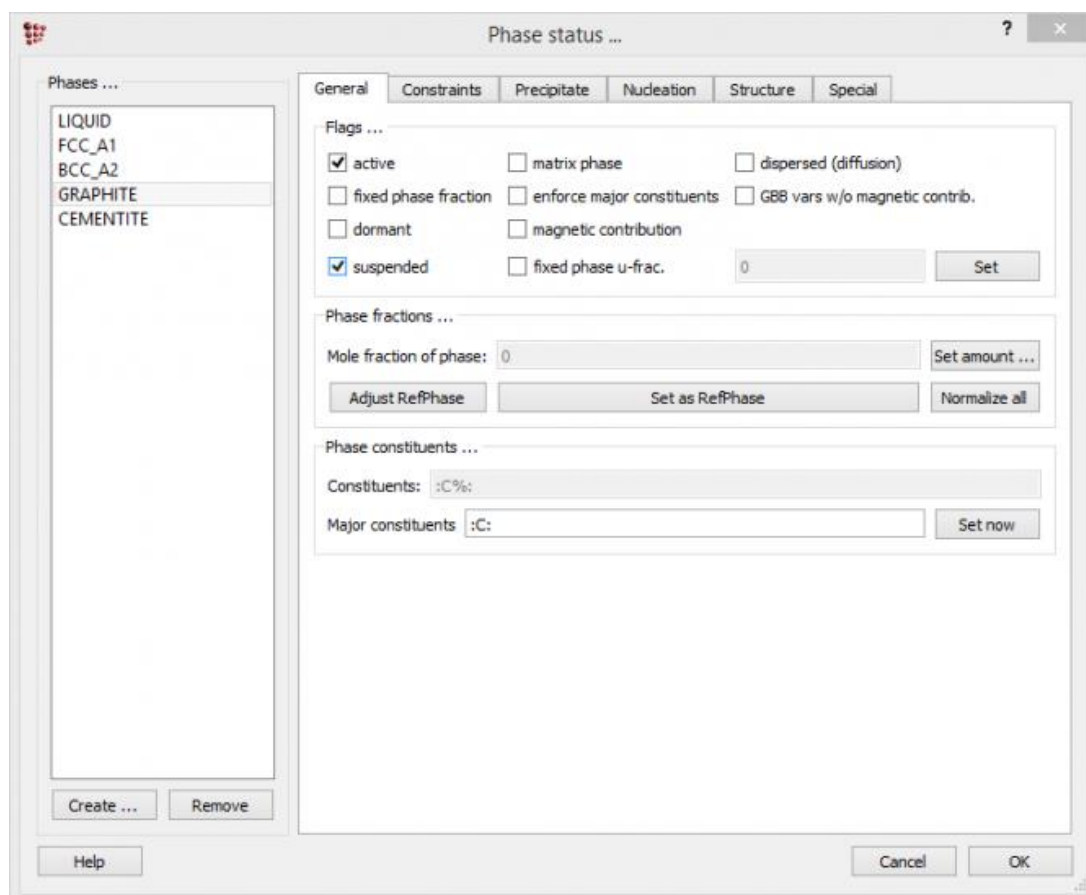 Phase status ...
?
Phases ...
LIQUID
FCC_A1
BCC_A2
GRAPHITE
CEMENTITE
Create ...
Remove
General
Constraints
Precipitate
Nucleation
Structure
Special
Flags ...
active
matrix phase
dispersed (diffusion)
fixed phase fraction
enforce major constituents
GBB vars w/o magnetic contrib.
dormant
magnetic contribution
suspended
fixed phase u-frac.
0
Set
Phase fractions ...
Mole fraction of phase:
0
Set amount ...
Adjust RefPhase
Set as RefPhase
Normalize all
Phase constituents ...
Constituents:
:C%:
Major constituents
:C:
Set now
Help
Cancel
OK